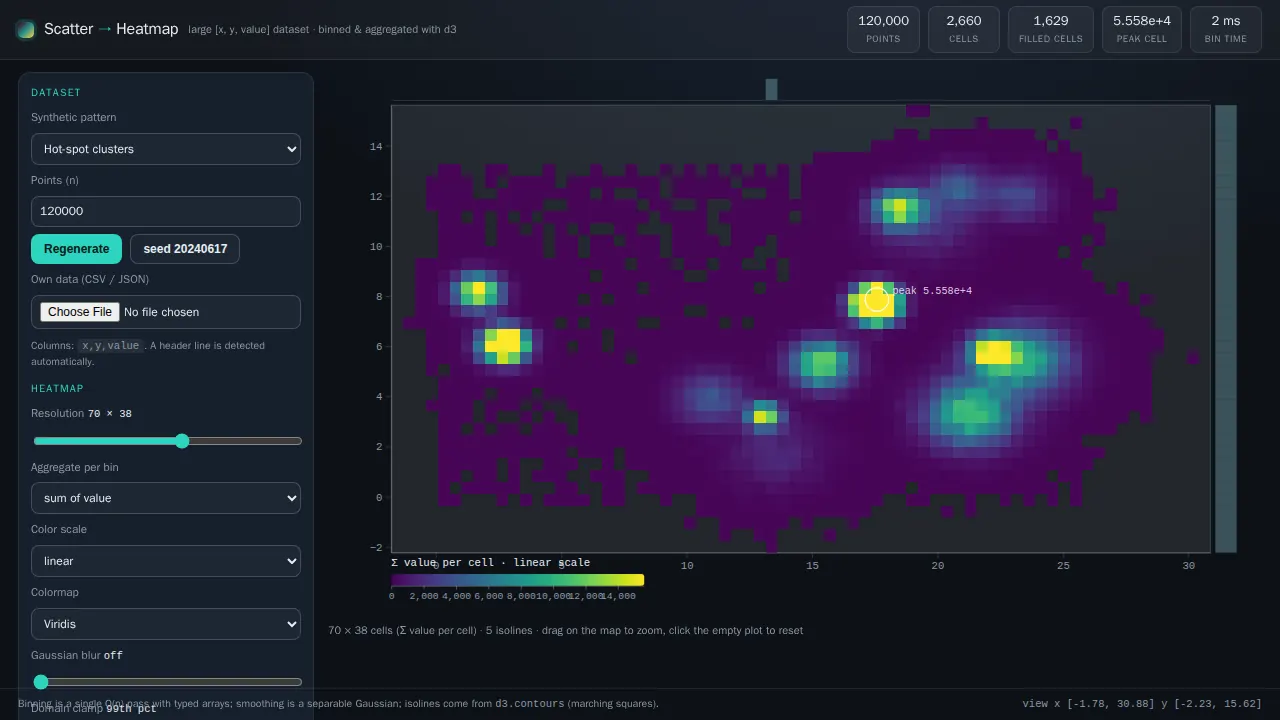 Scatter → Heatmap large [x, y, value] dataset · binned & aggregated with d3
120,000
POINTS
2,660
CELLS
1,629
FILLED CELLS
5.558e+4
PEAK CELL
2 ms
BIN TIME
DATASET
Synthetic pattern
Hot-spot clusters
Points (n)
120000
Regenerate
seed 20240617
Own data (CSV / JSON)
Choose File No file chosen
Columns: x,y,value. A header line is detected
automatically.
HEATMAP
Resolution 70 × 38
Aggregate per bin
sum of value
Color scale
linear
Colormap
Viridis
Gaussian blur off
Domain clamp 99th pct
14
12
10
8
6
4
2
0
−2
peak 5.558e+4
0 5 10 15 20 25 30
Σ value per cell · linear scale
0 2,000 4,000 6,000 8,000 10,000 12,000 14,000
70 × 38 cells (Σ value per cell) · 5 isolines · drag on the map to zoom, click the empty plot to reset
Binning is a single O(n) pass with typed arrays; smoothing is a separable Gaussian; isolines come from d3.contours (marching squares).
view x [-1.78, 30.88] y [-2.23, 15.62]